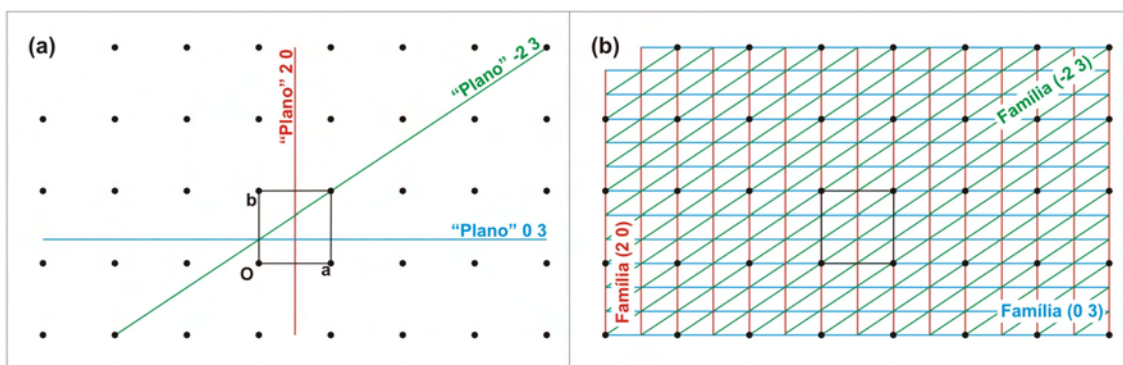 (a)
"Plano" 2 0
"Plano" -2 3
b
"Plano" 0 3
O
a
(b)
Família (-2 3)
Família (2 0)
Família (0 3)